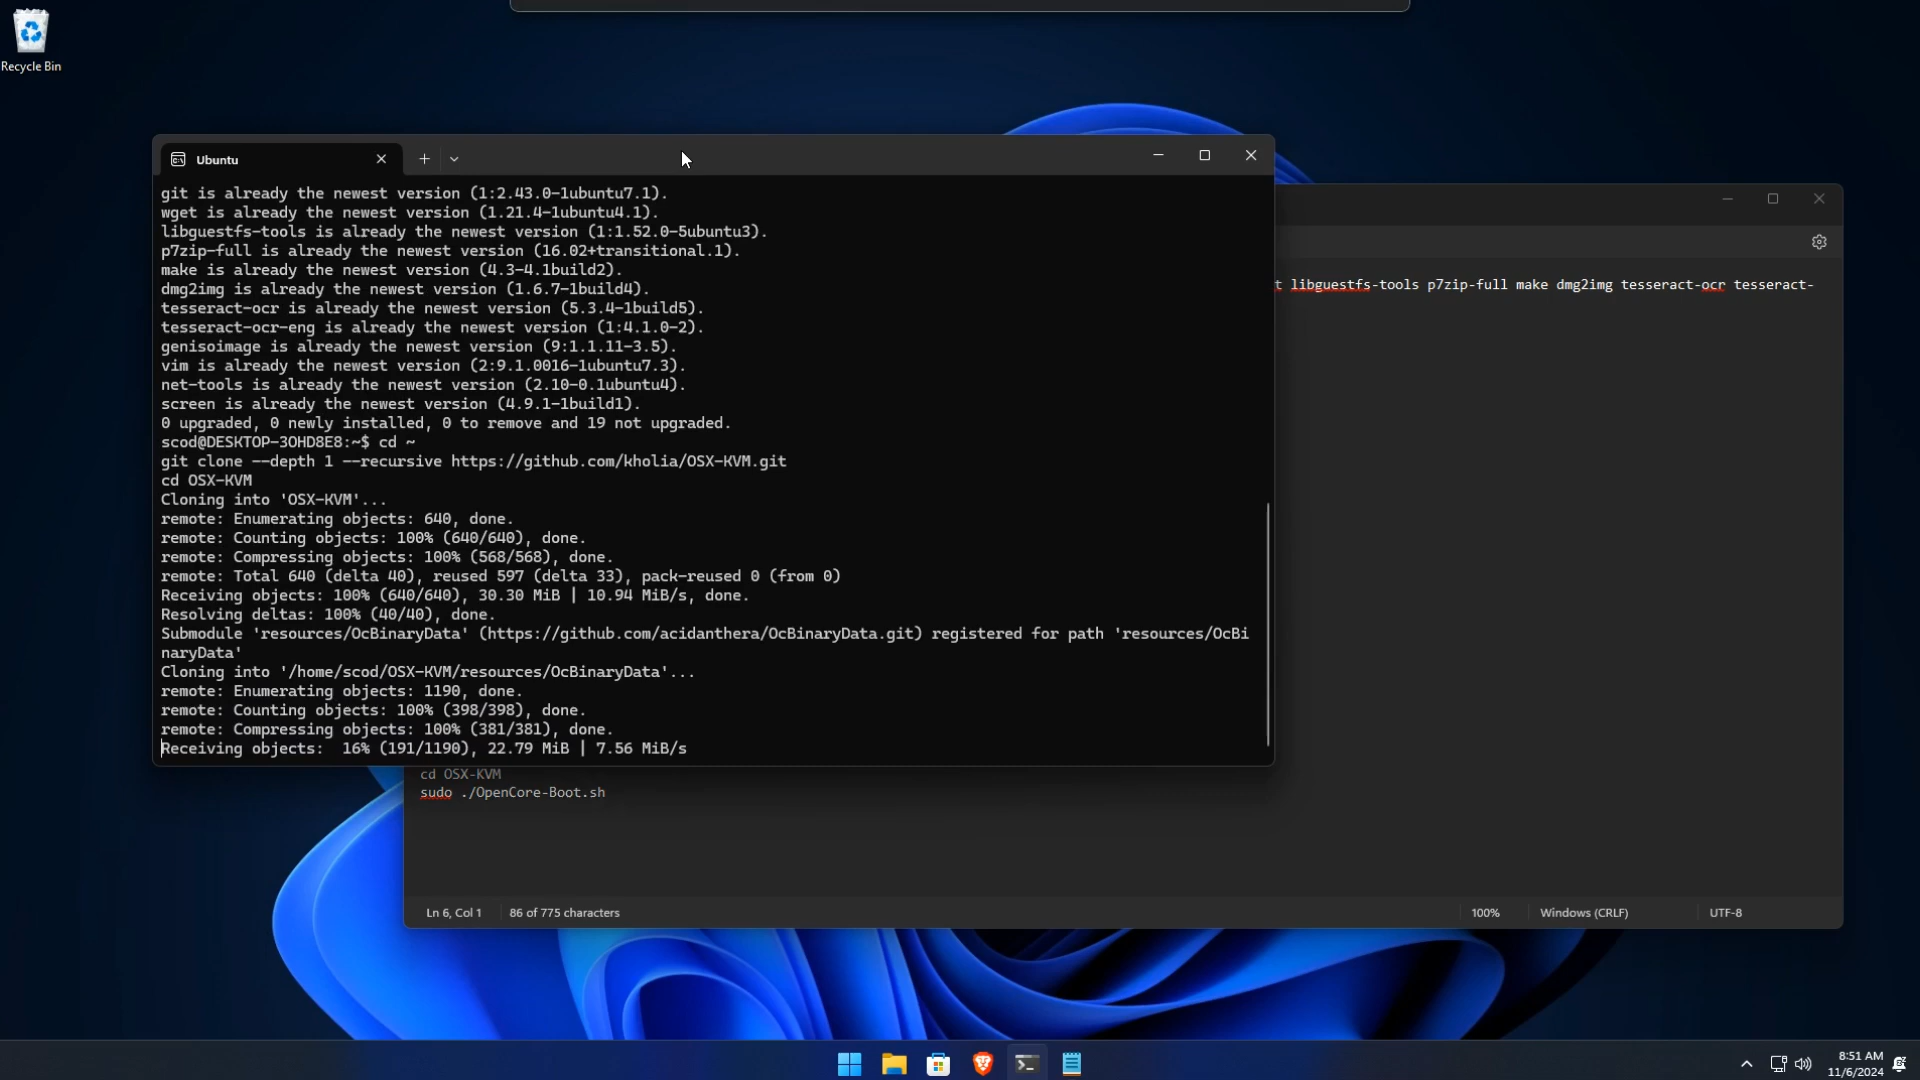 Recycle Bin
Ubuntu
git is already the newest version (1:2.43.0-1ubuntu7.1).
wget is already the newest version (1.21.4-1ubuntu4.1).
libguestfs-tools is already the newest version (1:1.52.0-5ubuntu3).
p7zip-full is already the newest version (16.02+transitional.1).
make is already the newest version (4.3-4.1build2).
dmg2img is already the newest version (1.6.7-1build4).
tesseract-ocr is already the newest version (5.3.4-1build5).
tesseract-ocr-eng is already the newest version (1:4.1.0-2).
genisoimage is already the newest version (9:1.1.11-3.5).
vim is already the newest version (2:9.1.0016-1ubuntu7.3).
net-tools is already the newest version (2.10-0.1ubuntu4).
screen is already the newest version (4.9.1-1build1).
0 upgraded, 0 newly installed, 0 to remove and 19 not upgraded.
scod@DESKTOP-3OHD8E8:~$ cd ~
git clone --depth 1 --recursive https://github.com/kholia/OSX-KVM.git
cd OSX-KVM
Cloning into 'OSX-KVM'...
remote: Enumerating objects: 640, done.
remote: Counting objects: 100% (640/640), done.
remote: Compressing objects: 100% (568/568), done.
remote: Total 640 (delta 40), reused 597 (delta 33), pack-reused 0 (from 0)
Receiving objects: 100% (640/640), 30.30 MiB | 10.94 MiB/s, done.
Resolving deltas: 100% (40/40), done.
Submodule 'resources/OcBinaryData' (https://github.com/acidanthera/OcBinaryData.git) registered for path 'resources/OcBi
naryData'
Cloning into '/home/scod/OSX-KVM/resources/OcBinaryData'...
remote: Enumerating objects: 1190, done.
remote: Counting objects: 100% (398/398), done.
remote: Compressing objects: 100% (381/381), done.
Receiving objects:  16% (191/1190), 22.79 MiB | 7.56 MiB/s
t libguestfs-tools p7zip-full make dmg2img tesseract-ocr tesseract-
cd OSX-KVM
sudo ./OpenCore-Boot.sh
Ln 6, Col 1
86 of 775 characters
100%
Windows (CRLF)
UTF-8
8:51 AM
11/6/2024